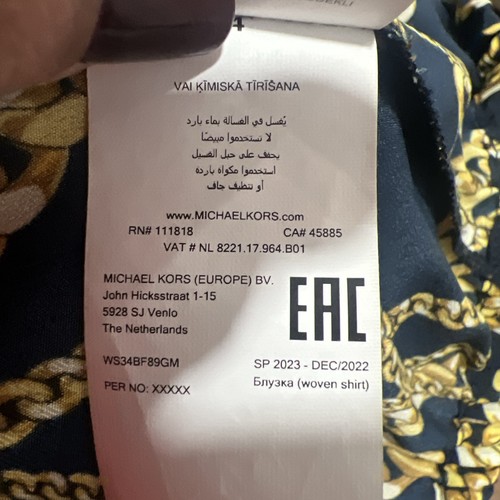 VAI ĶĪMISKĀ TĪRĪŠANA
يُغسل في الغسالة بماء بارد
لا تستخدموا مبيضًا
يجفف على حبل الغسيل
استخدموا مكواة باردة
أو تنظيف جاف
www.MICHAELKORS.com
RN# 111818 CA# 45885
VAT # NL 8221.17.964.B01
MICHAEL KORS (EUROPE) BV.
John Hicksstraat 1-15
5928 SJ Venlo
The Netherlands
EAC
WS34BF89GM
SP 2023 - DEC/2022
PER NO: XXXXX
Блузка (woven shirt)